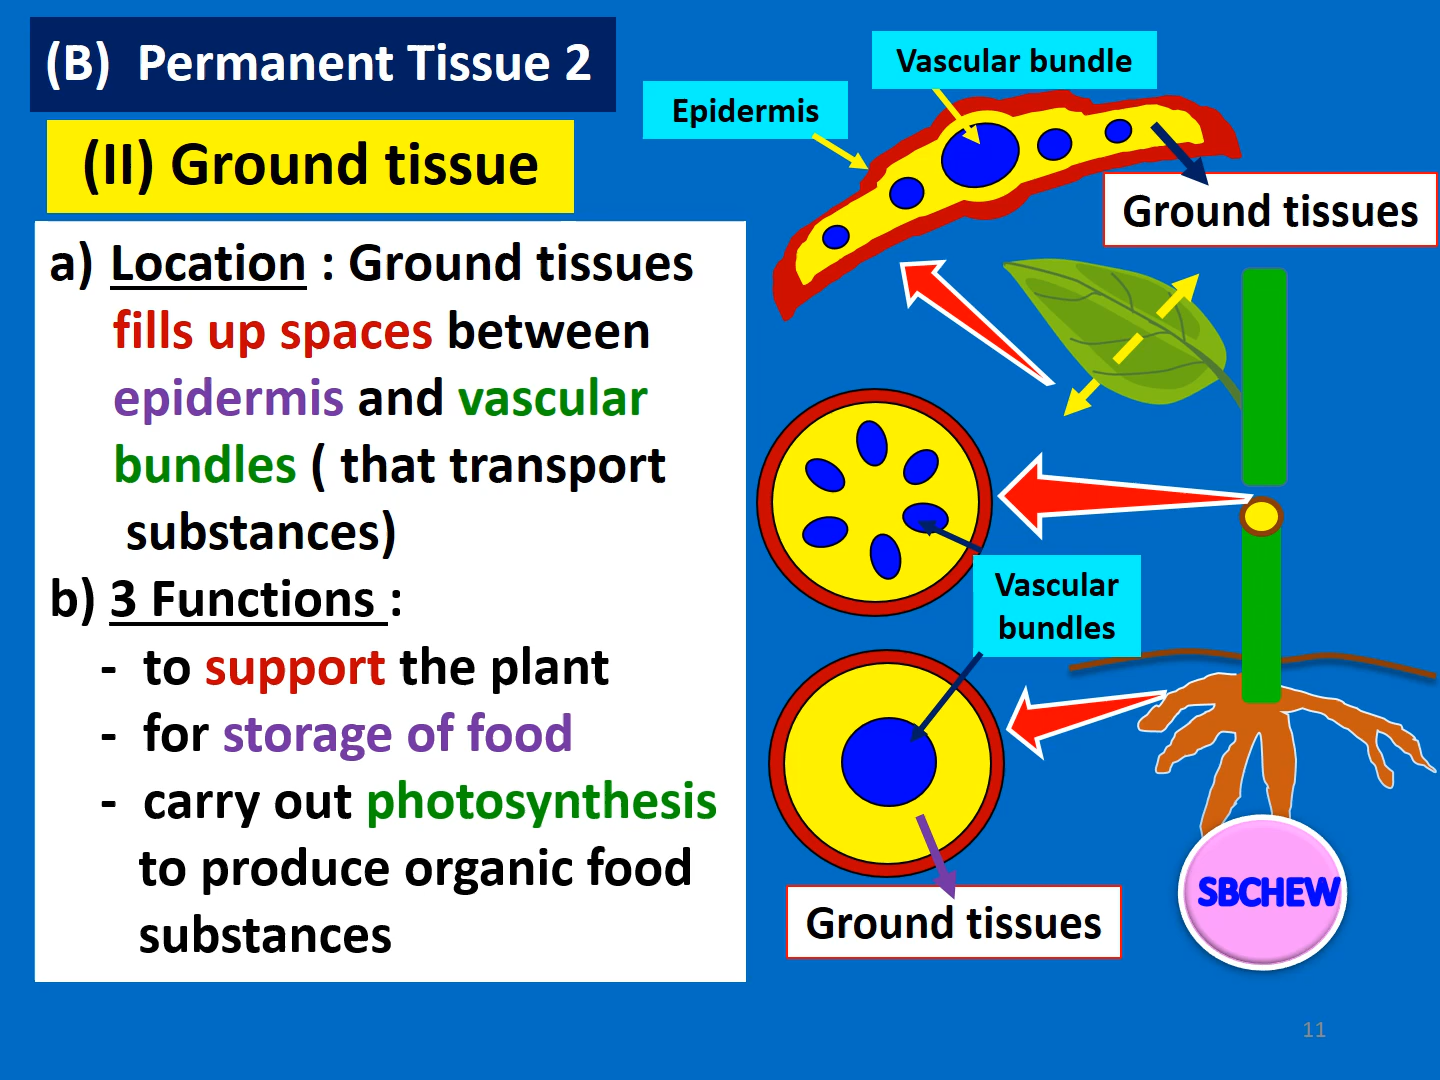 (B)  Permanent Tissue 2
(II) Ground tissue
a) Location : Ground tissues
fills up spaces between
epidermis and vascular
bundles ( that transport
substances)
b) 3 Functions :
- to support the plant
- for storage of food
- carry out photosynthesis
to produce organic food
substances
Vascular bundle
Epidermis
Ground tissues
Vascular
bundles
Ground tissues
SBCHEW
11